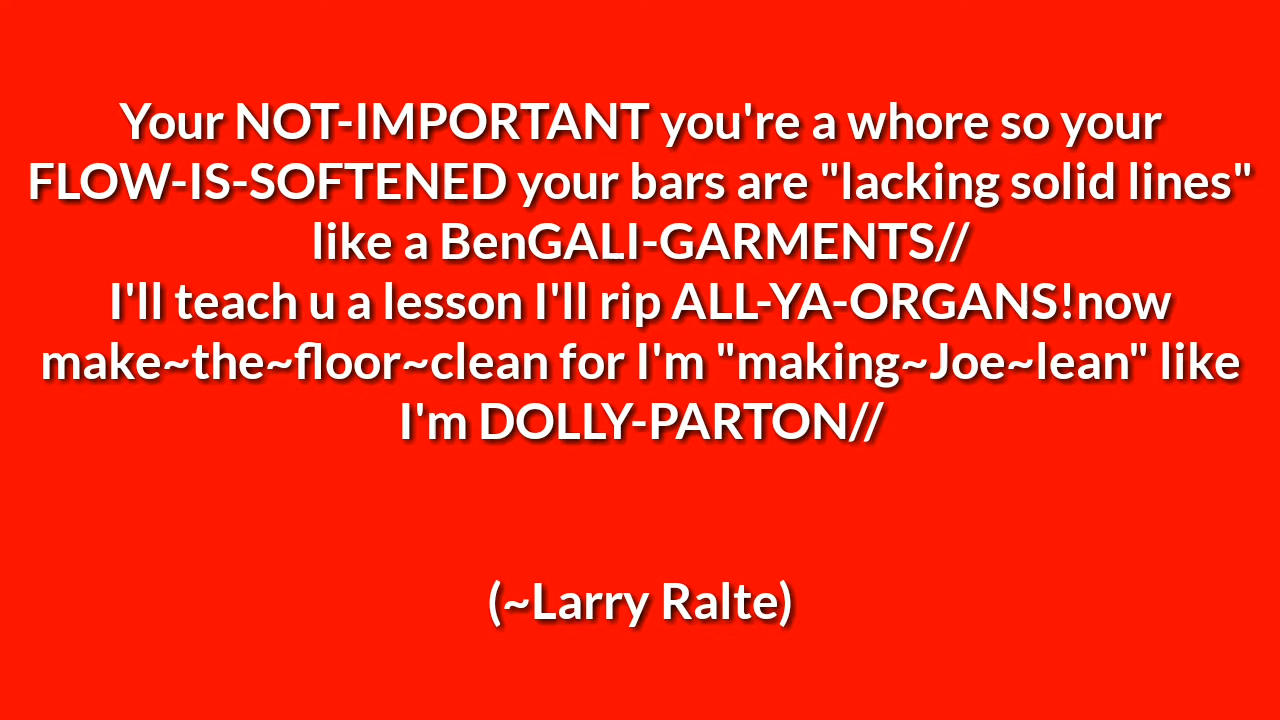 Your NOT-IMPORTANT you're a whore so your
FLOW-IS-SOFTENED your bars are "lacking solid lines"
like a BenGALI-GARMENTS//
I'll teach u a lesson I'll rip ALL-YA-ORGANS!now
make~the~floor~clean for I'm "making~Joe~lean" like
I'm DOLLY-PARTON//
(~Larry Ralte)